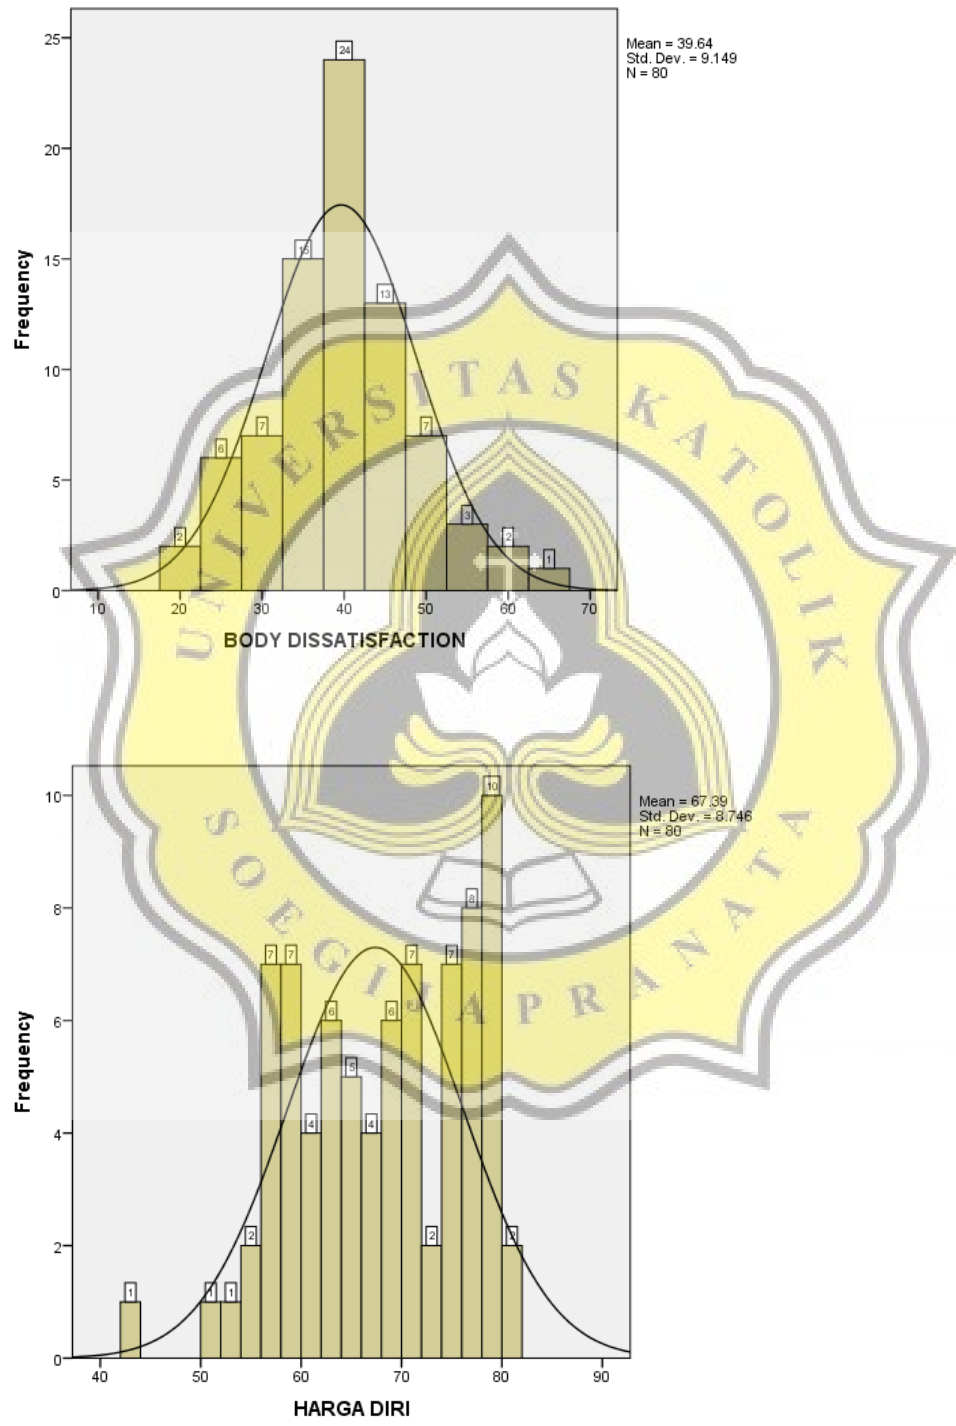 25
24
Mean = 39.64
Std. Dev. = 9.149
N = 80
20
15
15
13
10
7
7
6
5
3
2
2
1
0
10 20 30 40 50 60 70
Frequency
BODY DISSATISFACTION
UNIVERSITAS KATOLIK
SOEGIJAPRANATA
10
10
Mean = 67.39
Std. Dev. = 8.746
N = 80
8
8
7
7
7
7
6
6
6
5
4
4
4
2
2
2
2
1
1
1
0
40 50 60 70 80 90
Frequency
HARGA DIRI